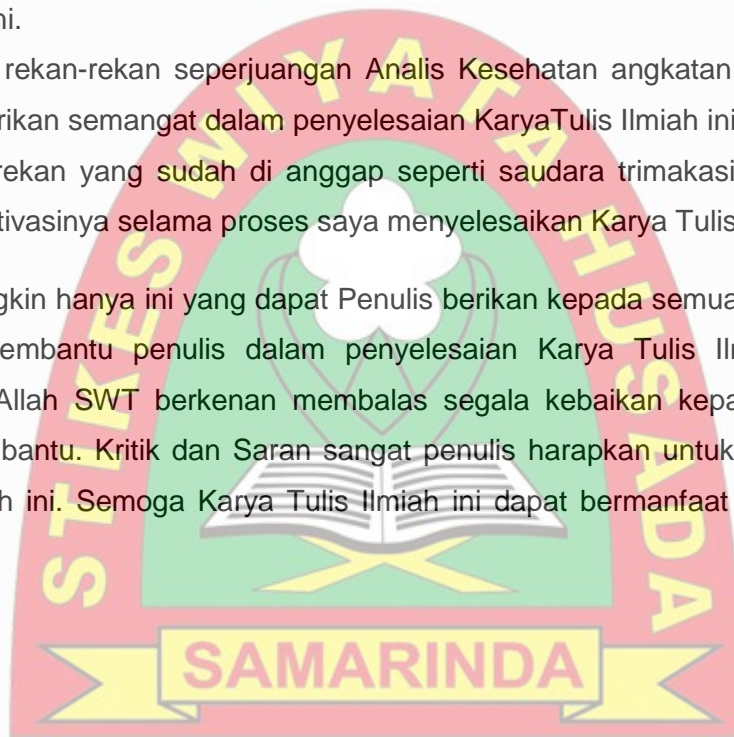 ni.
rekan-rekan seperjuangan Analis Kesehatan angkatan
rikan semangat dalam penyelesaian KaryaTulis Ilmiah ini
rekan yang sudah di anggap seperti saudara trimakasi
tivasinya selama proses saya menyelesaikan Karya Tulis
gkin hanya ini yang dapat Penulis berikan kepada semua
embantu penulis dalam penyelesaian Karya Tulis Il
Allah SWT berkenan membalas segala kebaikan kepa
bantu. Kritik dan Saran sangat penulis harapkan untuk
h ini. Semoga Karya Tulis Ilmiah ini dapat bermanfaat
STIKES WIYATA HUSADA
SAMARINDA